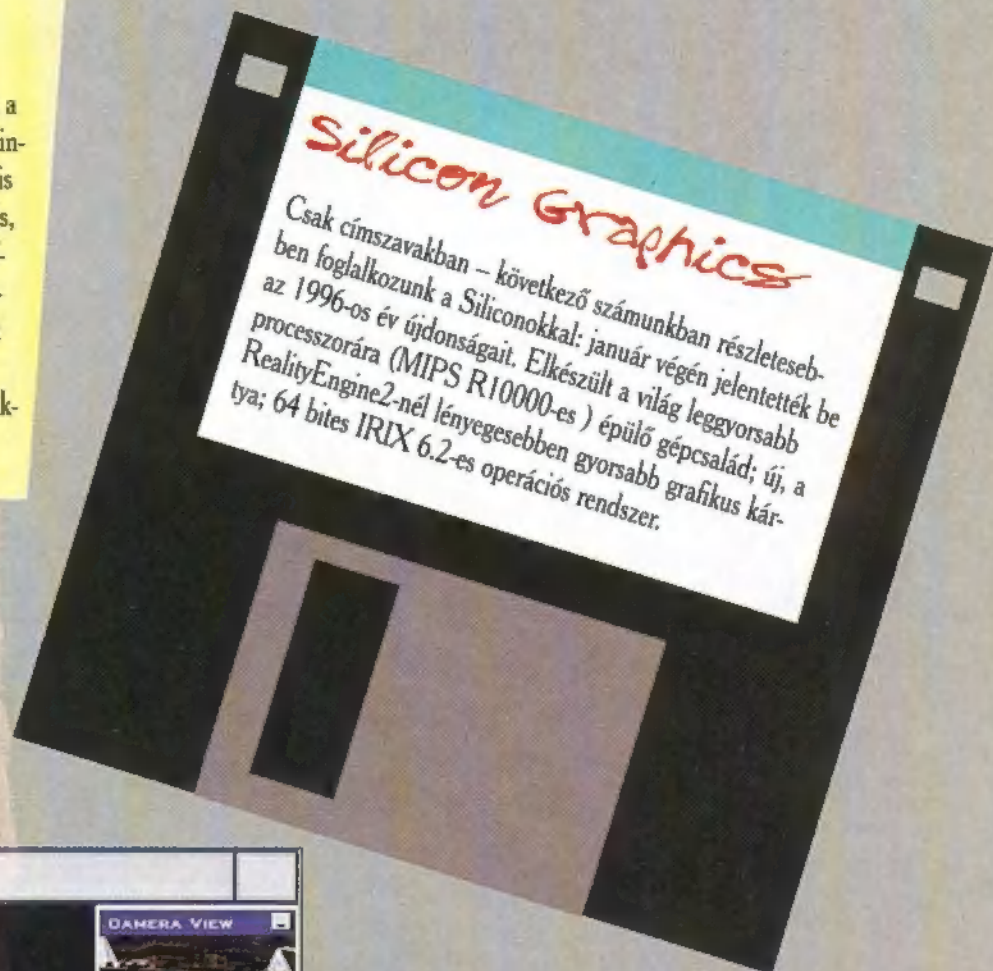 a
in-
is
s,
k-
Silicon Graphics
Csak címszavakban – következő számunkban részleteseb-
ben foglalkozunk a Siliconokkal: január végén jelentették be
az 1996-os év újdonságait. Elkészült a világ leggyorsabb
processzorára (MIPS R10000-es ) épülő gépcsalád; új, a
RealityEngine2-nél lényegesebben gyorsabb grafikus kár-
tya; 64 bites IRIX 6.2-es operációs rendszer.
CAMERA VIEW